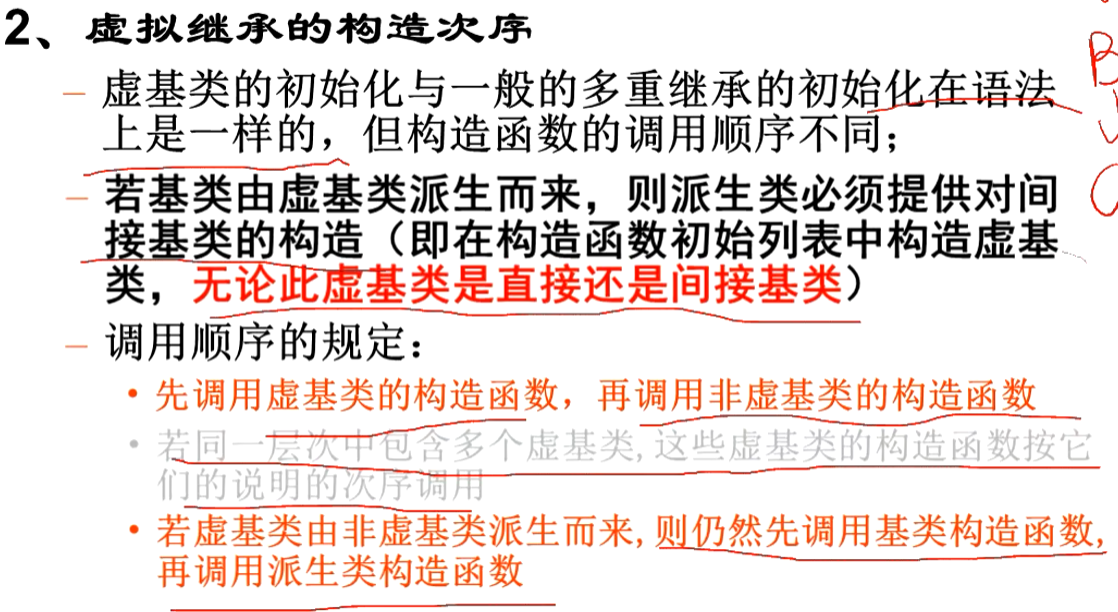 2、虚拟继承的构造次序
– 虚基类的初始化与一般的多重继承的初始化在语法
上是一样的，但构造函数的调用顺序不同；
– 若基类由虚基类派生而来，则派生类必须提供对间
接基类的构造（即在构造函数初始列表中构造虚基
类，无论此虚基类是直接还是间接基类）
– 调用顺序的规定：
• 先调用虚基类的构造函数，再调用非虚基类的构造函数
• 若同一层次中包含多个虚基类,这些虚基类的构造函数按它
们的说明的次序调用
• 若虚基类由非虚基类派生而来,则仍然先调用基类构造函数,
再调用派生类构造函数